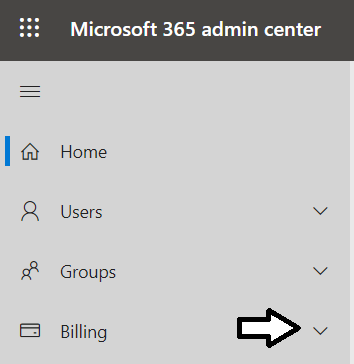 Microsoft 365 admin center
Home
Users
Groups
Billing